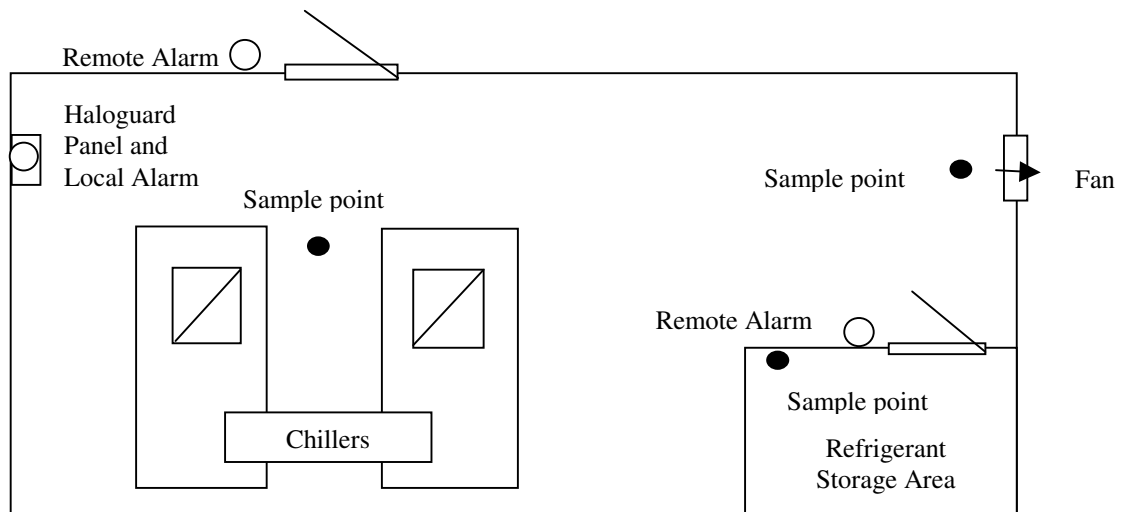 Remote Alarm
Haloguard
Panel and
Local Alarm
Sample point
Sample point
Fan
Remote Alarm
Sample point
Chillers
Refrigerant
Storage Area